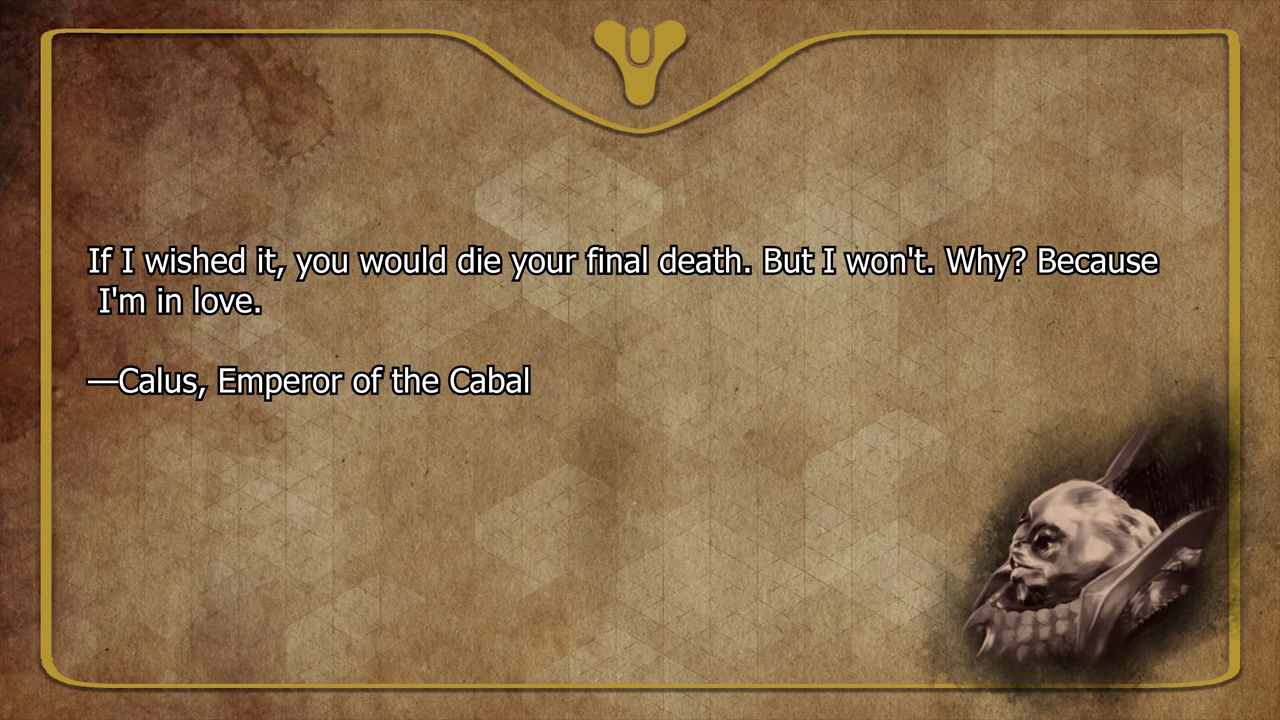 If I wished it, you would die your final death. But I won't. Why? Because
I'm in love.
—Calus, Emperor of the Cabal